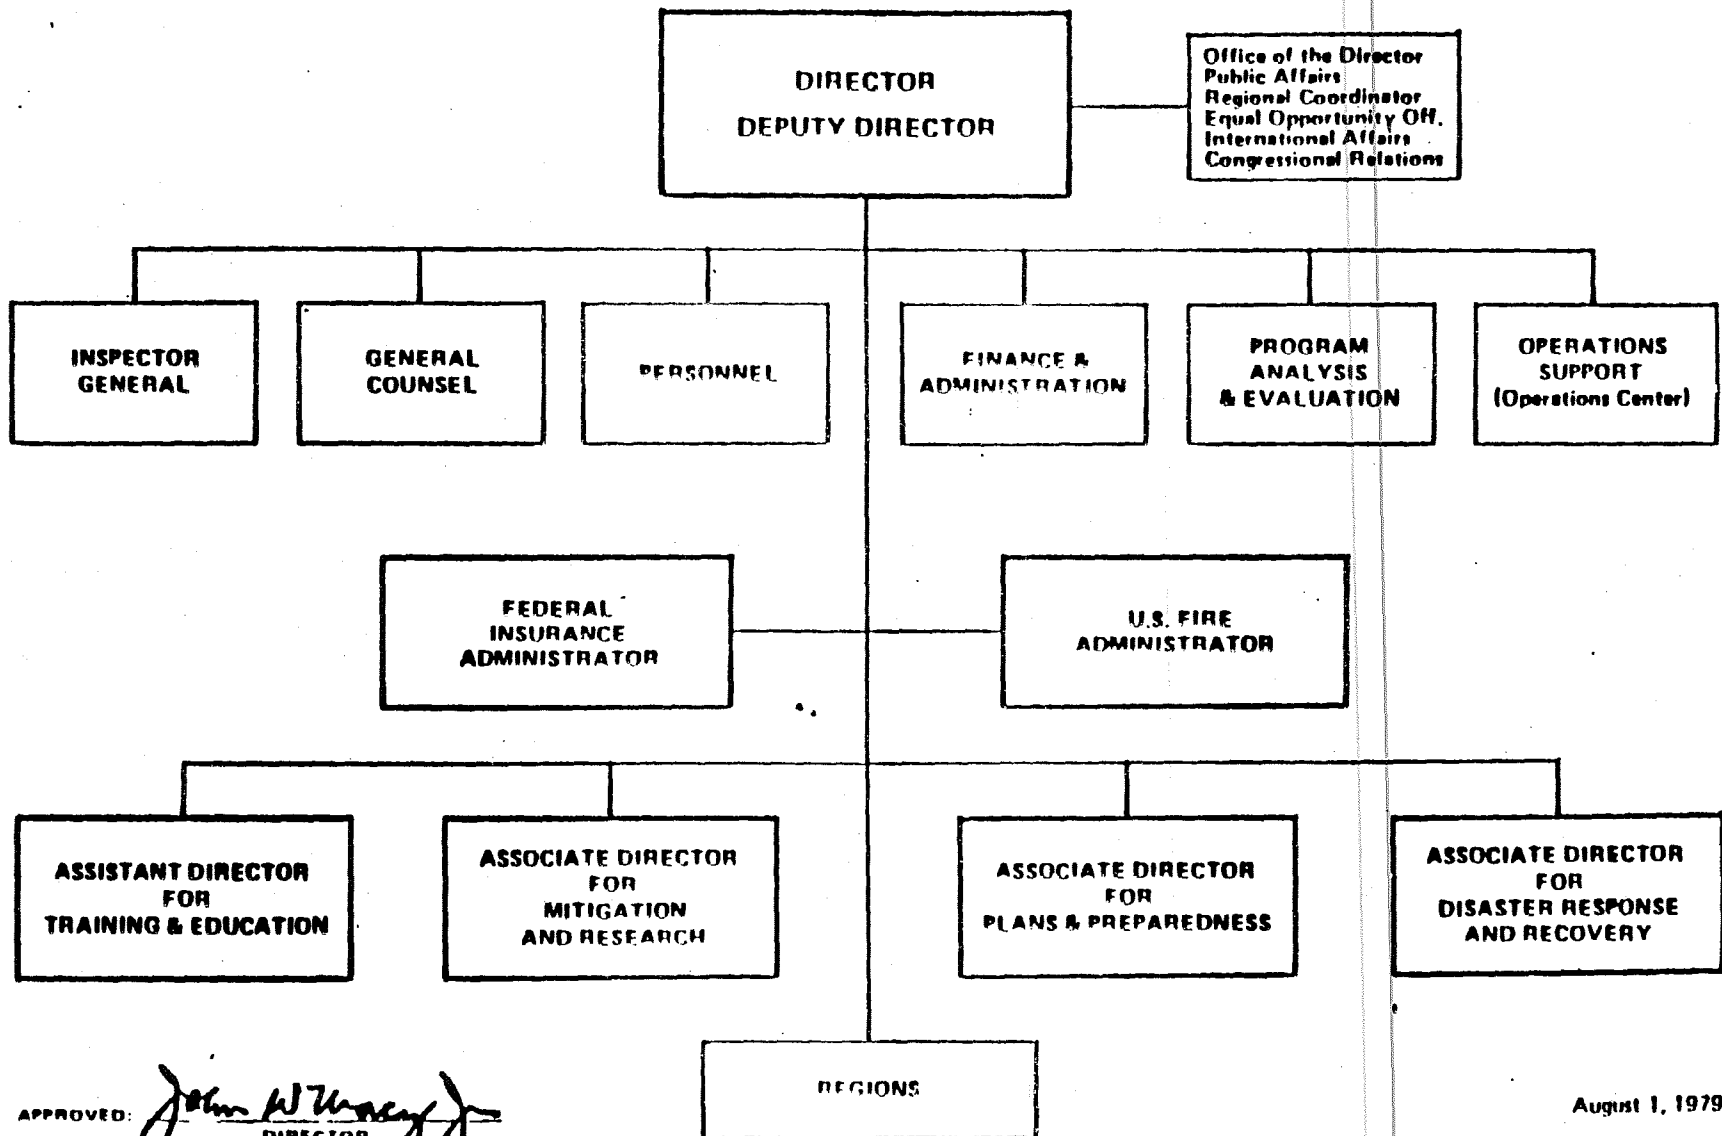 DIRECTOR
DEPUTY DIRECTOR
Office of the Director
Public Affairs
Regional Coordinator
Equal Opportunity Off.
International Affairs
Congressional Relations
INSPECTOR
GENERAL
GENERAL
COUNSEL
PERSONNEL
FINANCE &
ADMINISTRATION
PROGRAM
ANALYSIS
& EVALUATION
OPERATIONS
SUPPORT
(Operations Center)
FEDERAL
INSURANCE
ADMINISTRATOR
U.S. FIRE
ADMINISTRATOR
ASSISTANT DIRECTOR
FOR
TRAINING & EDUCATION
ASSOCIATE DIRECTOR
FOR
MITIGATION
AND RESEARCH
ASSOCIATE DIRECTOR
FOR
PLANS & PREPAREDNESS
ASSOCIATE DIRECTOR
FOR
DISASTER RESPONSE
AND RECOVERY
REGIONS
APPROVED: John W
DIRECTOR
August 1, 1979